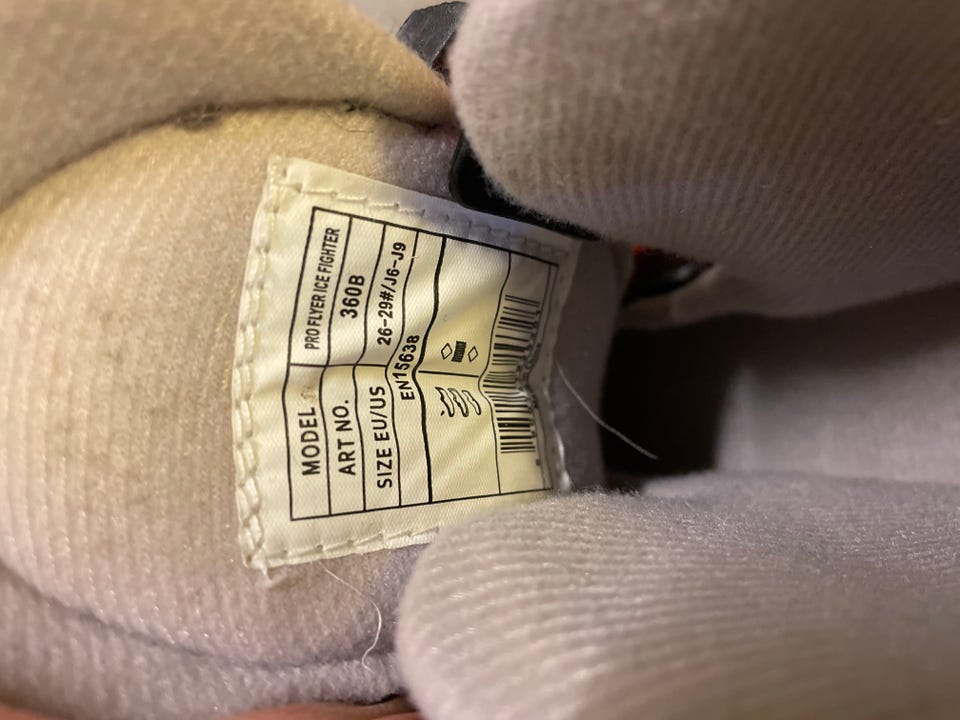 MODEL PRO FLYER ICE FIGHTER
ART NO. 360B
SIZE EU/US 26-29#/J6-J9
EN15638